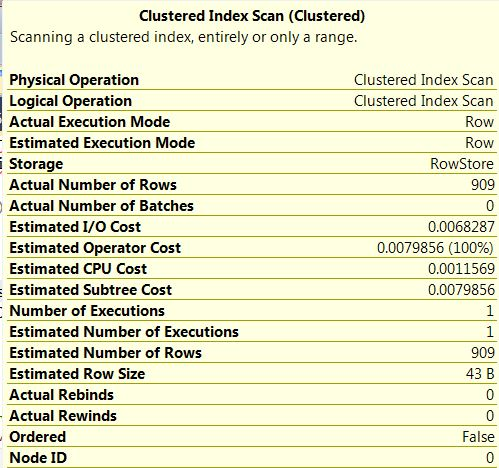 Clustered Index Scan (Clustered)
Scanning a clustered index, entirely or only a range.
Physical Operation Clustered Index Scan
Logical Operation Clustered Index Scan
Actual Execution Mode Row
Estimated Execution Mode Row
Storage RowStore
Actual Number of Rows 909
Actual Number of Batches 0
Estimated I/O Cost 0.0068287
Estimated Operator Cost 0.0079856 (100%)
Estimated CPU Cost 0.0011569
Estimated Subtree Cost 0.0079856
Number of Executions 1
Estimated Number of Executions 1
Estimated Number of Rows 909
Estimated Row Size 43 B
Actual Rebinds 0
Actual Rewinds 0
Ordered False
Node ID 0